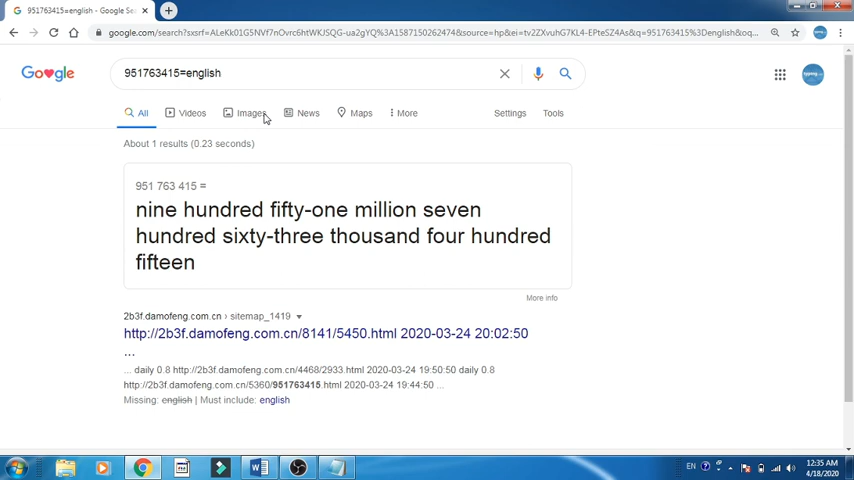 951763415=english - Google Sea
google.com/search?sxsrf=ALeKk01G5NVf7nOvrc6htWKJSQG-ua2gYQ%3A1587150262474&source=hp&ei=tv2ZXvuhG7KL4-EPteSZ4As&q=951763415%3Denglish&oq...
Google
951763415=english
All Videos Images News Maps More Settings Tools
About 1 results (0.23 seconds)
951 763 415 =
nine hundred fifty-one million seven
hundred sixty-three thousand four hundred
fifteen
More info
2b3f.damofeng.com.cn › sitemap_1419
http://2b3f.damofeng.com.cn/8141/5450.html 2020-03-24 20:02:50
...
... daily 0.8 http://2b3f.damofeng.com.cn/4468/2933.html 2020-03-24 19:50:50 daily 0.8
http://2b3f.damofeng.com.cn/5360/951763415.html 2020-03-24 19:44:50 ...
Missing: english | Must include: english
EN
12:35 AM
4/18/2020